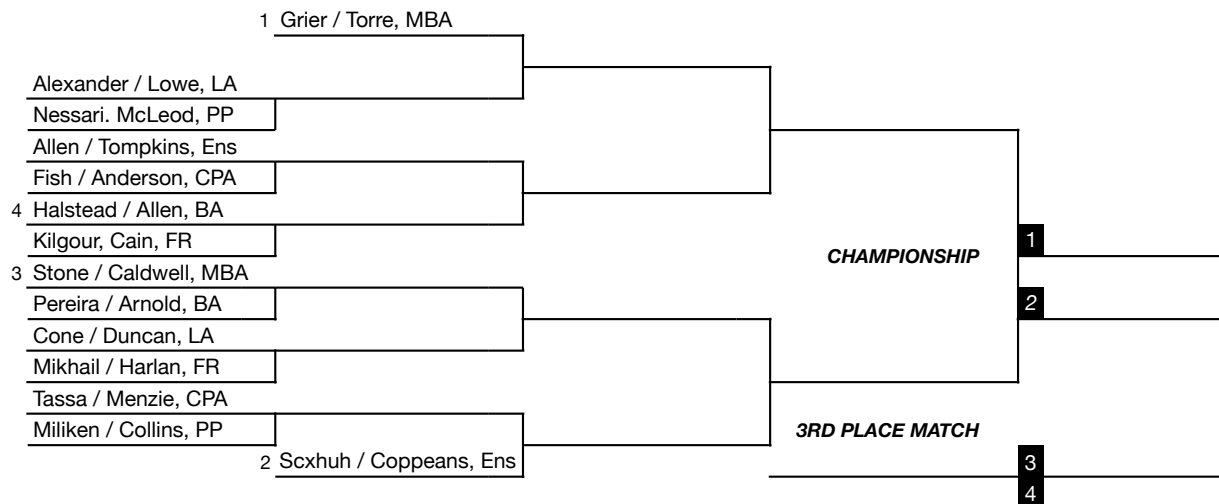 1 Grier / Torre, MBA
Alexander / Lowe, LA
Nessari. McLeod, PP
Allen / Tompkins, Ens
Fish / Anderson, CPA
4 Halstead / Allen, BA
Kilgour, Cain, FR
CHAMPIONSHIP
1
3 Stone / Caldwell, MBA
Pereira / Arnold, BA
2
Cone / Duncan, LA
Mikhail / Harlan, FR
Tassa / Menzie, CPA
Miliken / Collins, PP
3RD PLACE MATCH
2 Scxhuh / Coppeans, Ens
3
4